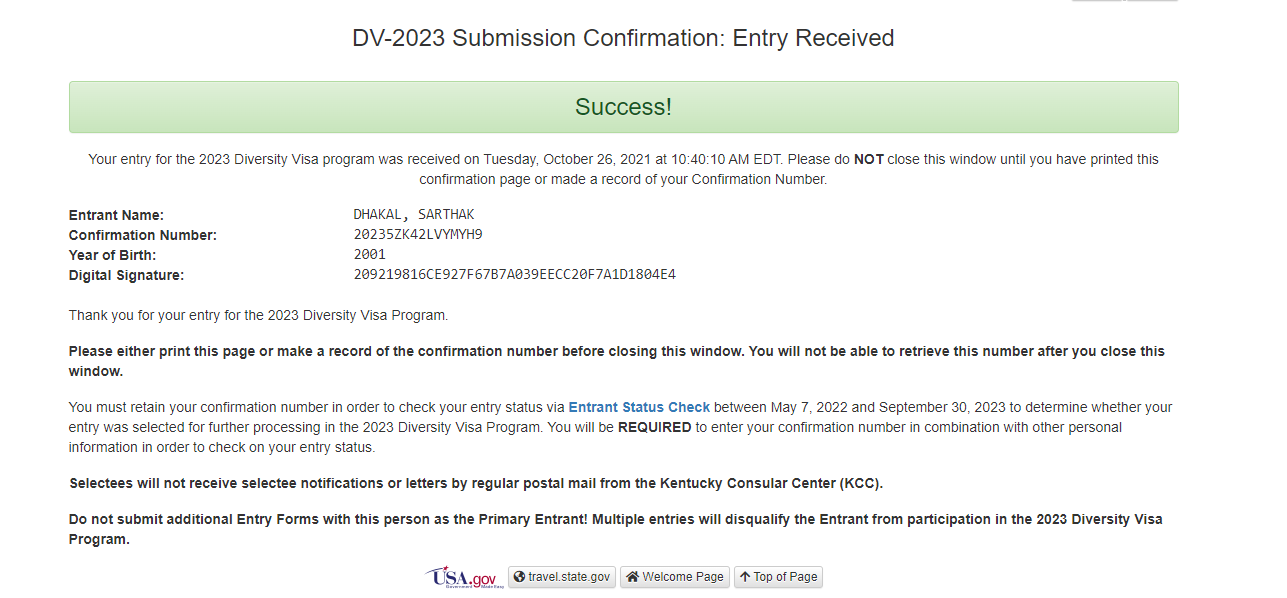 DV-2023 Submission Confirmation: Entry Received
Success!
Your entry for the 2023 Diversity Visa program was received on Tuesday, October 26, 2021 at 10:40:10 AM EDT. Please do NOT close this window until you have printed this
confirmation page or made a record of your Confirmation Number.
Entrant Name: DHAKAL, SARTHAK
Confirmation Number: 20235ZK42LVYMYH9
Year of Birth: 2001
Digital Signature: 209219816CE927F67B7A039EECC20F7A1D1804E4
Thank you for your entry for the 2023 Diversity Visa Program.
Please either print this page or make a record of the confirmation number before closing this window. You will not be able to retrieve this number after you close this
window.
You must retain your confirmation number in order to check your entry status via Entrant Status Check between May 7, 2022 and September 30, 2023 to determine whether your
entry was selected for further processing in the 2023 Diversity Visa Program. You will be REQUIRED to enter your confirmation number in combination with other personal
information in order to check on your entry status.
Selectees will not receive selectee notifications or letters by regular postal mail from the Kentucky Consular Center (KCC).
Do not submit additional Entry Forms with this person as the Primary Entrant! Multiple entries will disqualify the Entrant from participation in the 2023 Diversity Visa
Program.
USA.gov travel.state.gov Welcome Page Top of Page
Government Made Easy